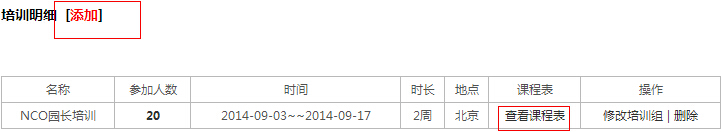 培训明细 [添加]
名称 参加人数 时间 时长 地点 课程表 操作
NCO园长培训 20 2014-09-03~~2014-09-17 2周 北京 查看课程表 修改培训组 | 删除